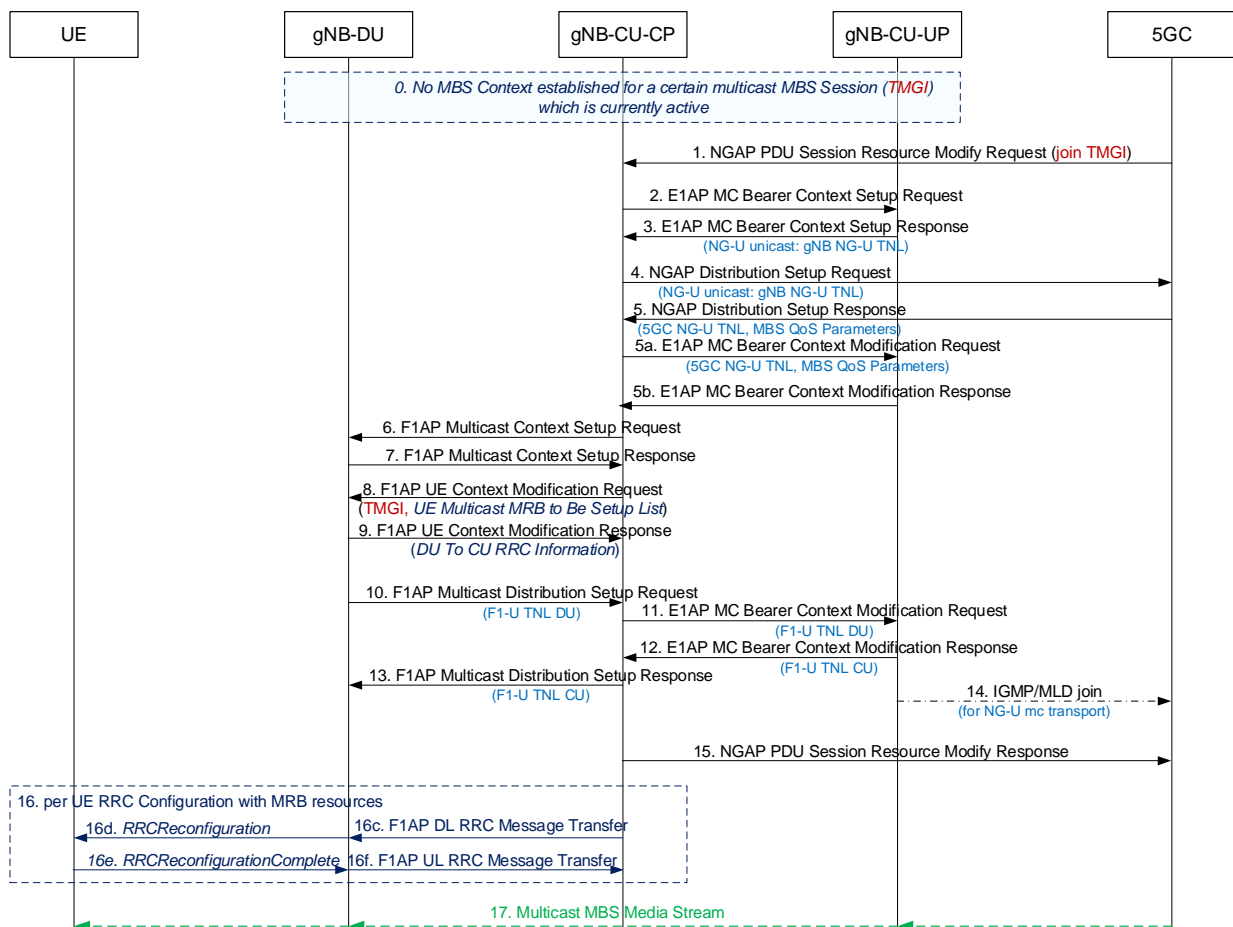 UE
gNB-DU
gNB-CU-CP
gNB-CU-UP
5GC
0. No MBS Context established for a certain multicast MBS Session (TMGI)
which is currently active
1. NGAP PDU Session Resource Modify Request (join TMGI)
2. E1AP MC Bearer Context Setup Request
3. E1AP MC Bearer Context Setup Response
(NG-U unicast: gNB NG-U TNL)
4. NGAP Distribution Setup Request
(NG-U unicast: gNB NG-U TNL)
5. NGAP Distribution Setup Response
(5GC NG-U TNL, MBS QoS Parameters)
5a. E1AP MC Bearer Context Modification Request
(5GC NG-U TNL, MBS QoS Parameters)
5b. E1AP MC Bearer Context Modification Response
6. F1AP Multicast Context Setup Request
7. F1AP Multicast Context Setup Response
8. F1AP UE Context Modification Request
(TMGI, UE Multicast MRB to Be Setup List)
9. F1AP UE Context Modification Response
(DU To CU RRC Information)
10. F1AP Multicast Distribution Setup Request
(F1-U TNL DU)
11. E1AP MC Bearer Context Modification Request
(F1-U TNL DU)
12. E1AP MC Bearer Context Modification Response
(F1-U TNL CU)
13. F1AP Multicast Distribution Setup Response
(F1-U TNL CU)
14. IGMP/MLD join
(for NG-U mc transport)
15. NGAP PDU Session Resource Modify Response
16. per UE RRC Configuration with MRB resources
16d. RRCReconfiguration
16c. F1AP DL RRC Message Transfer
16e. RRCReconfigurationComplete
16f. F1AP UL RRC Message Transfer
17. Multicast MBS Media Stream